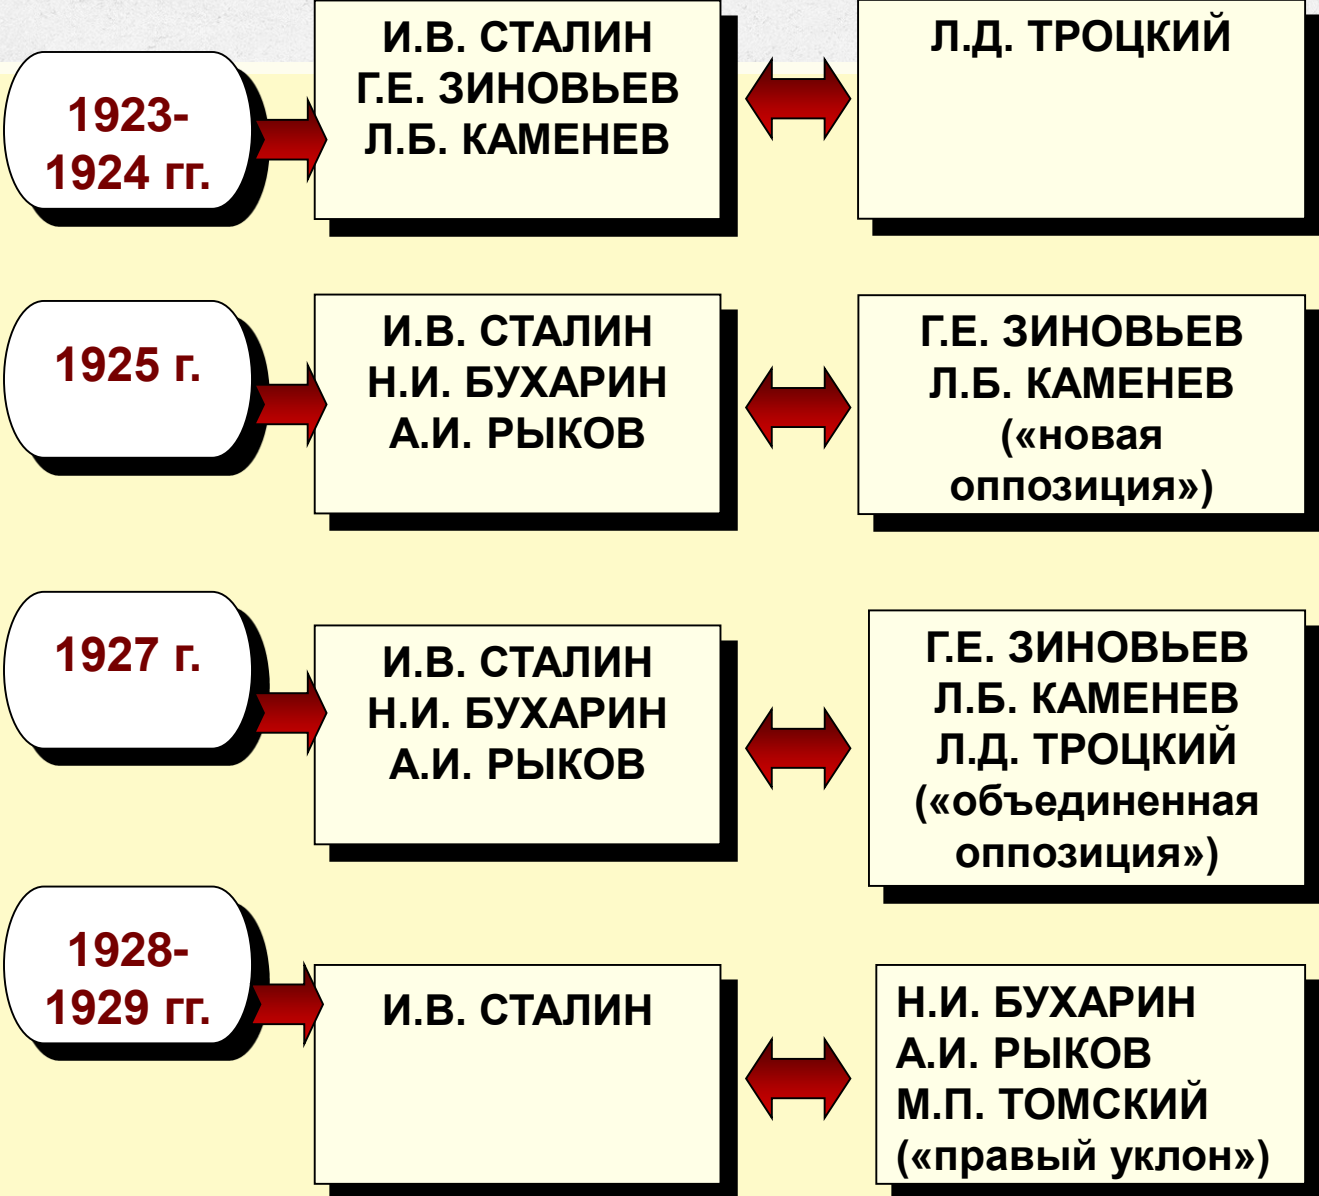 1923-
1924 гг.
И.В. СТАЛИН
Г.Е. ЗИНОВЬЕВ
Л.Б. КАМЕНЕВ
Л.Д. ТРОЦКИЙ
1925 г.
И.В. СТАЛИН
Н.И. БУХАРИН
А.И. РЫКОВ
Г.Е. ЗИНОВЬЕВ
Л.Б. КАМЕНЕВ
(«новая
оппозиция»)
1927 г.
И.В. СТАЛИН
Н.И. БУХАРИН
А.И. РЫКОВ
Г.Е. ЗИНОВЬЕВ
Л.Б. КАМЕНЕВ
Л.Д. ТРОЦКИЙ
(«объединенная
оппозиция»)
1928-
1929 гг.
И.В. СТАЛИН
Н.И. БУХАРИН
А.И. РЫКОВ
М.П. ТОМСКИЙ
(«правый уклон»)